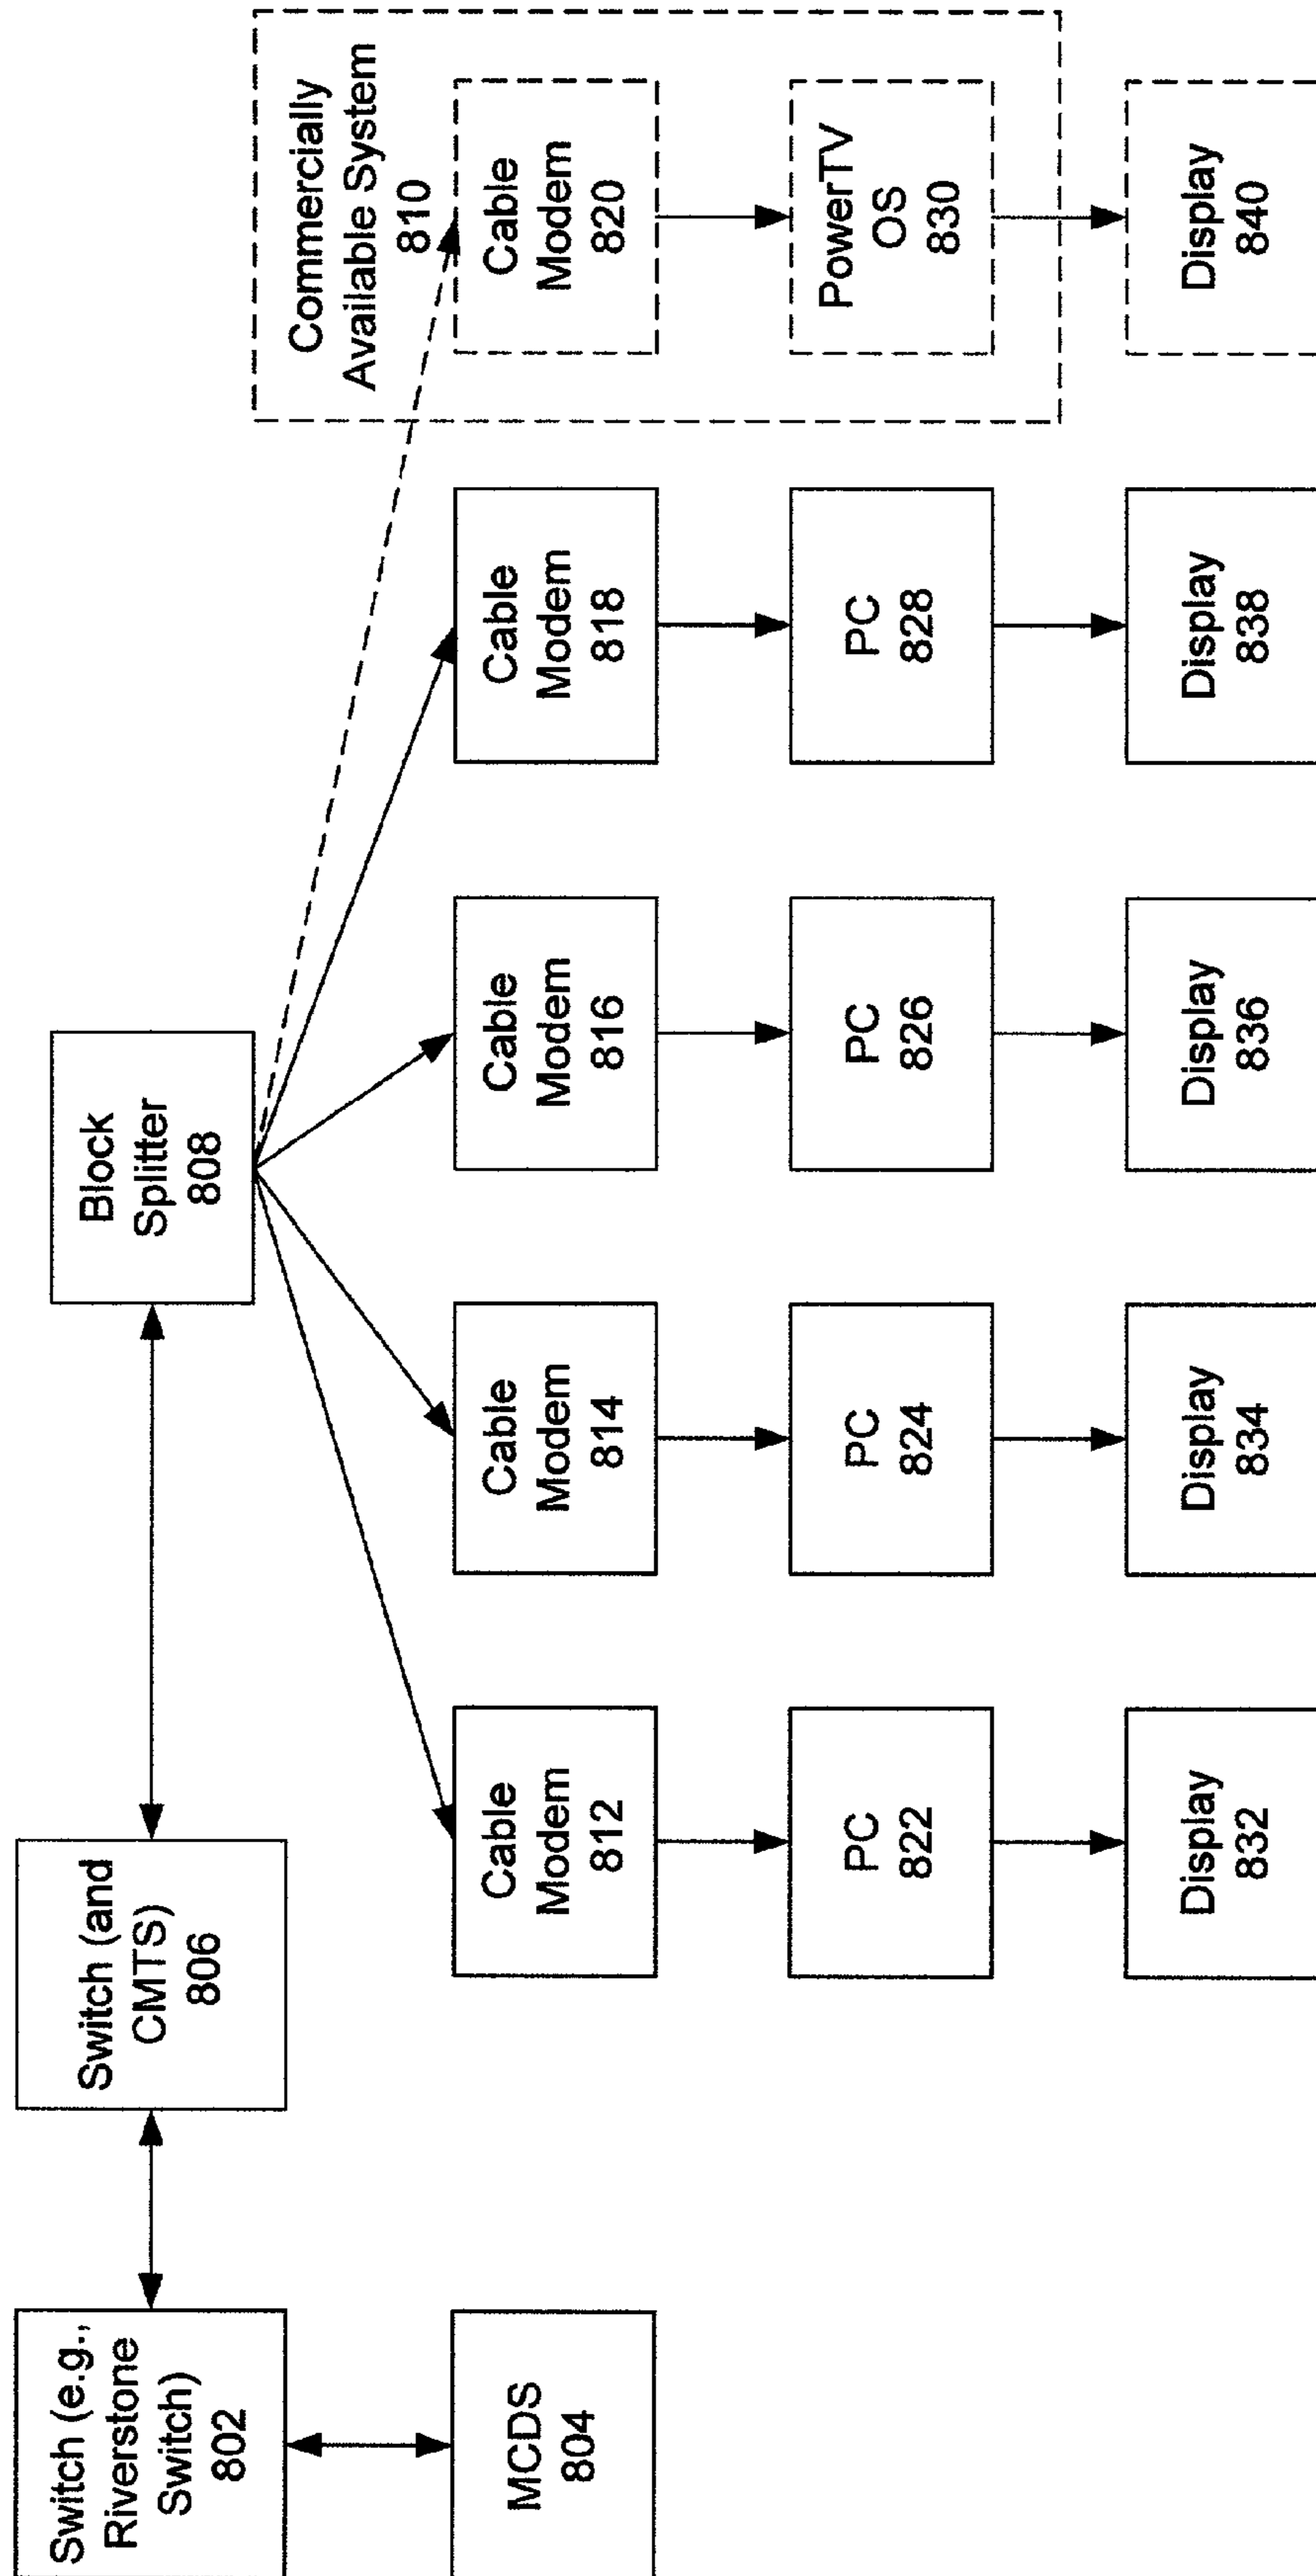 Switch (e.g.,
Riverstone
Switch)
802
Switch (and
CMTS)
806
Block
Splitter
808
Commercially
Available System
810
MCDS
804
Cable
Modem
812
Cable
Modem
814
Cable
Modem
816
Cable
Modem
818
Cable
Modem
820
PC
822
PC
824
PC
826
PC
828
PowerTV
OS
830
Display
832
Display
834
Display
836
Display
838
Display
840